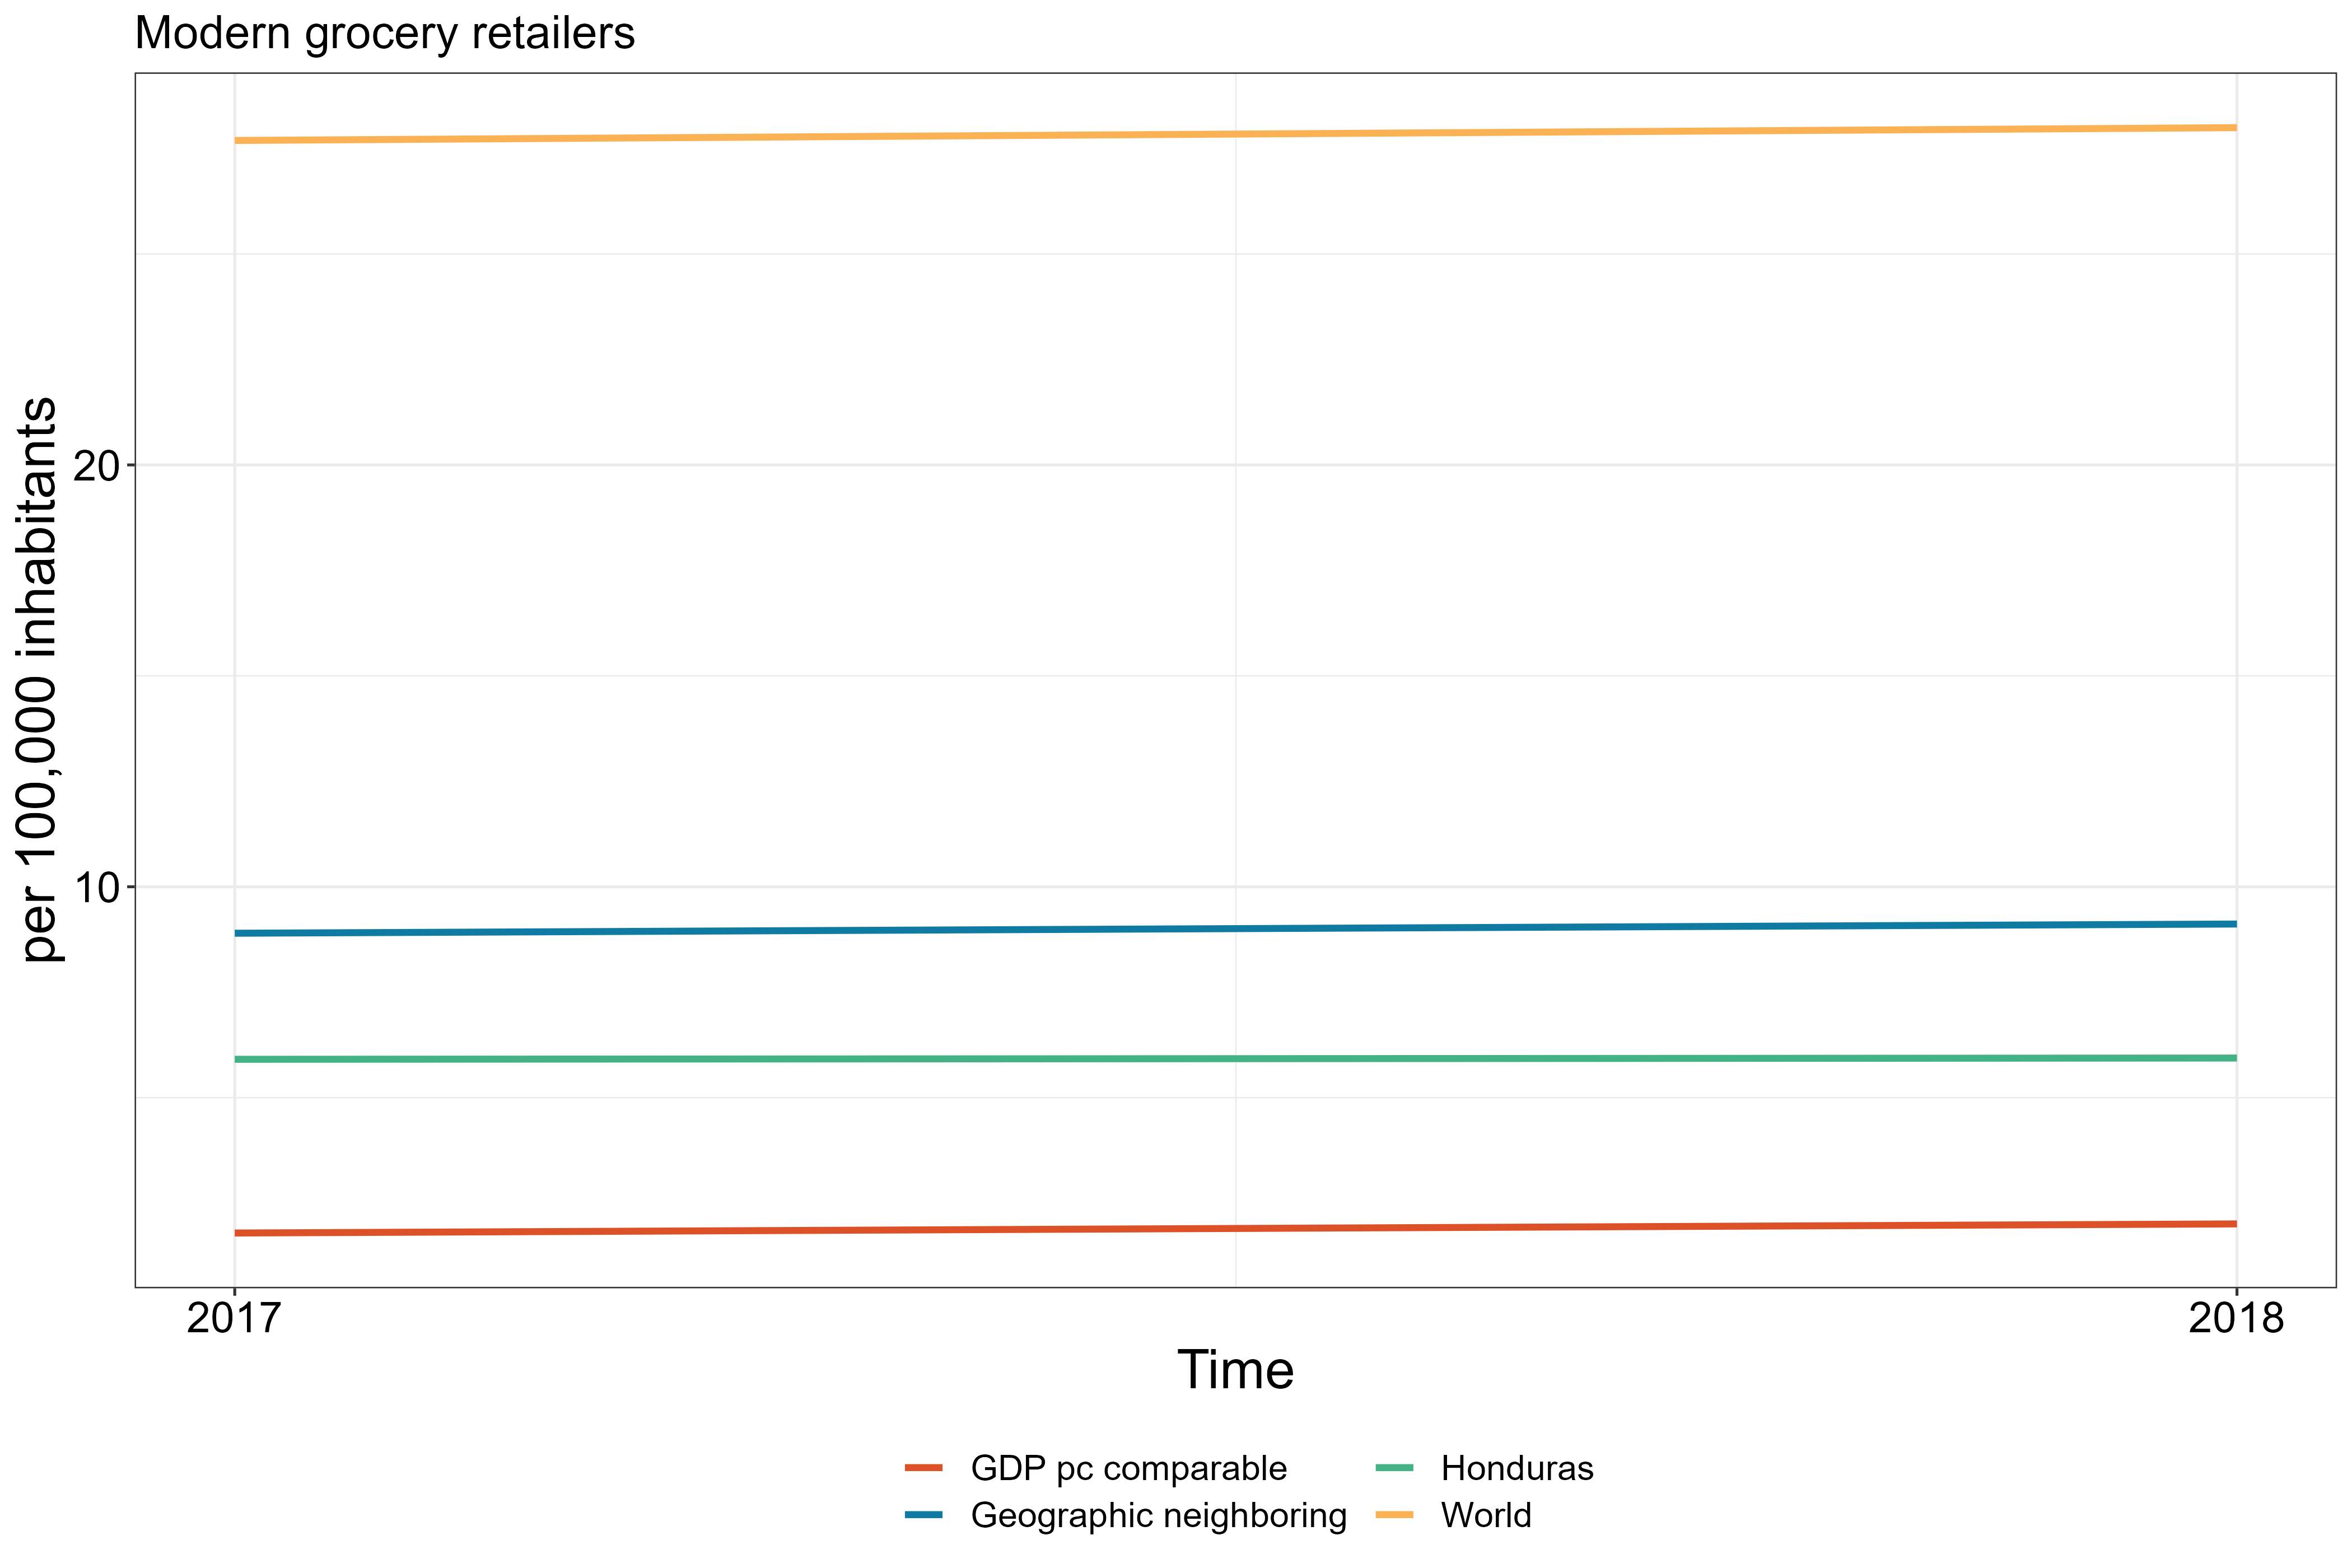 Modern grocery retailers
per 100,000 inhabitants
20
10
2017
2018
Time
GDP pc comparable
Honduras
Geographic neighboring
World